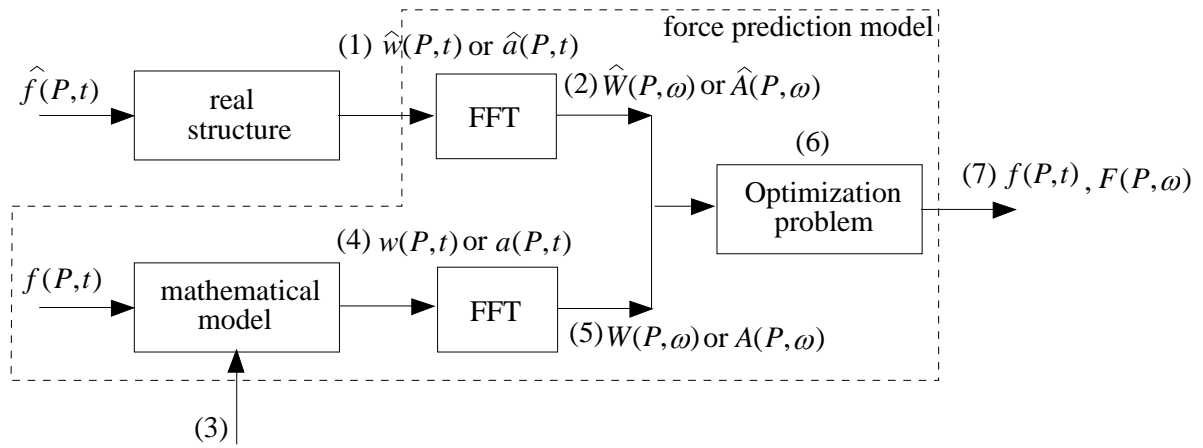 force prediction model
(1) ŵ(P,t) or â(P,t)
f̂(P,t)
real
structure
FFT
(2) Ŵ(P,ω) or Â(P,ω)
(6)
Optimization
problem
(7) f(P,t) , F(P,ω)
(4) w(P,t) or a(P,t)
f(P,t)
mathematical
model
FFT
(5) W(P,ω) or A(P,ω)
(3)